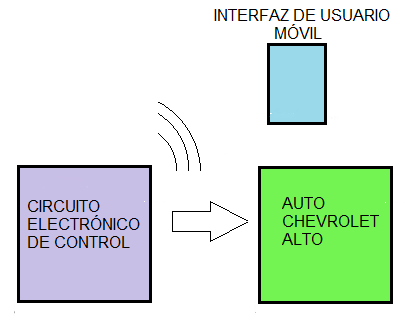 INTERFAZ DE USUARIO
MÓVIL
CIRCUITO
ELECTRÓNICO
DE CONTROL
AUTO
CHEVROLET
ALTO